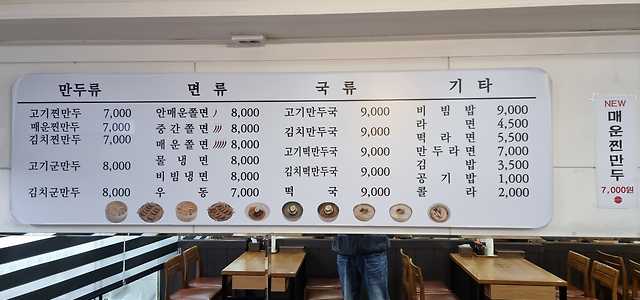 만두류
고기찐만두 7,000
매운찐만두 7,000
김치찐만두 7,000
고기군만두 8,000
김치군만두 8,000
면 류
안매운쫄면 8,000
중간쫄면 8,000
매운쫄면 8,000
물냉면 8,000
비빔냉면 8,000
우동 7,000
국 류
고기만두국 9,000
김치만두국 9,000
고기떡만두국 9,000
김치떡만두국 9,000
떡국 9,000
기 타
비빔밥 9,000
라면 4,500
떡라면 5,500
만두라면 7,000
김밥 3,500
공기밥 1,000
콜라 2,000
NEW
매운찐만두
7,000원